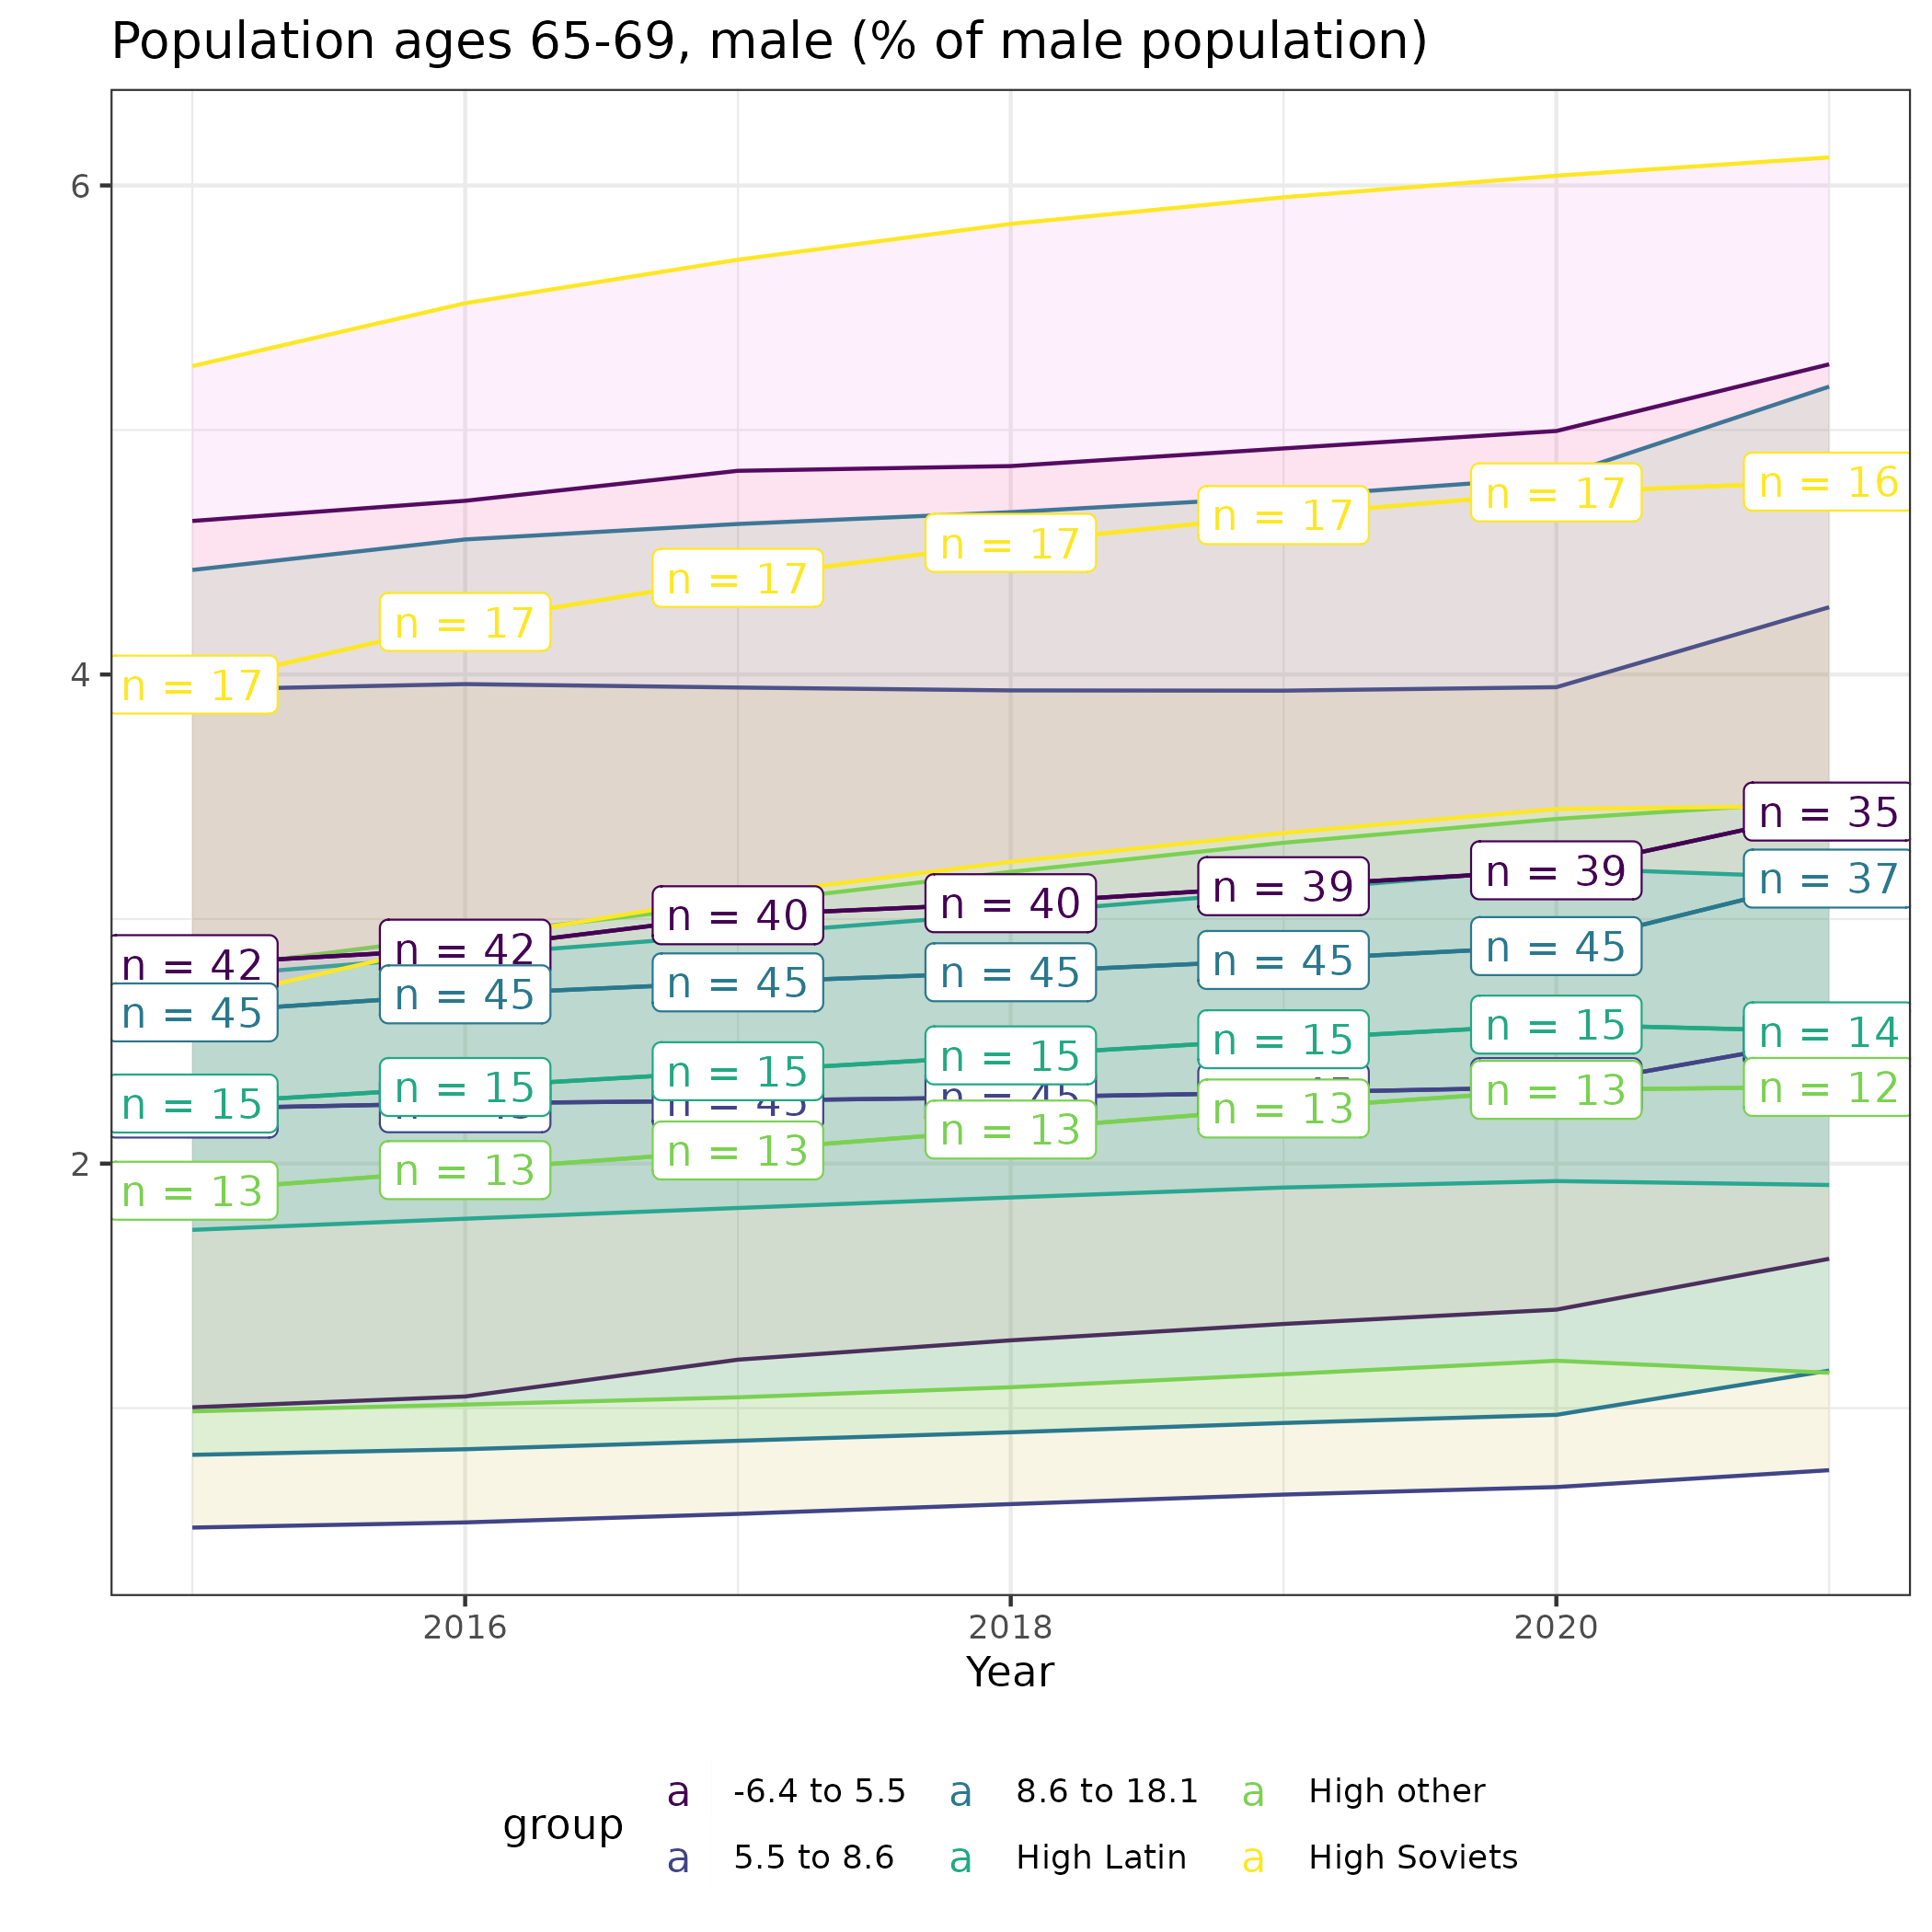 Population ages 65-69, male (% of male population)
6
n = 16
n = 17
n = 17
n = 17
n = 17
n = 17
4
n = 17
n = 35
n = 39
n = 37
n = 39
n = 40
n = 40
n = 42
n = 42
n = 45
n = 45
n = 45
n = 45
n = 45
n = 45
n = 15
n = 14
n = 15
n = 15
n = 15
n = 15
n = 15
n = 45
n = 45
n = 13
n = 12
n = 13
n = 13
n = 13
n = 13
n = 13
2
2016 2018 2020
Year
group
a -6.4 to 5.5 a 8.6 to 18.1 a High other
a 5.5 to 8.6 a High Latin a High Soviets